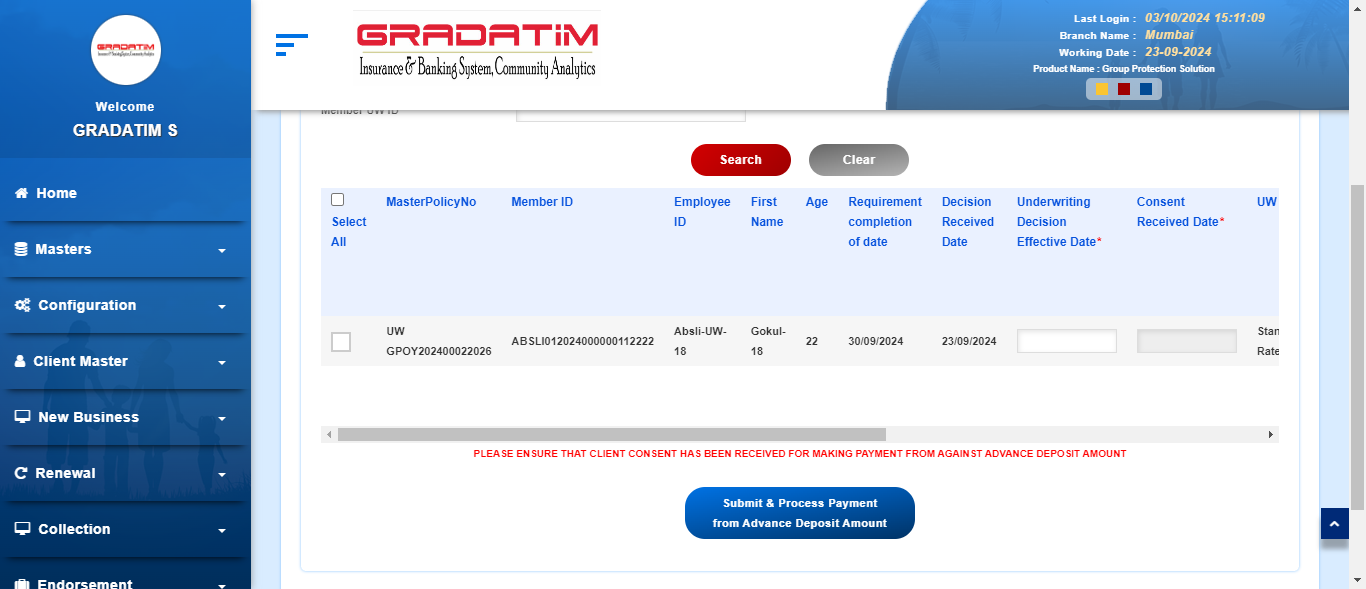 GRADATIM
Insurance & Banking System, Community Analytics
Welcome
GRADATIM S
Home
Masters
Configuration
Client Master
New Business
Renewal
Collection
Endorsement
GRADATIM
Insurance & Banking System, Community Analytics
Last Login : 03/10/2024 15:11:09
Branch Name : Mumbai
Working Date : 23-09-2024
Product Name : Group Protection Solution
Member UW ID
Search Clear
Select All MasterPolicyNo Member ID Employee ID First Name Age Requirement completion of date Decision Received Date Underwriting Decision Effective Date* Consent Received Date* UW
UW GPOY202400022026 ABSLI012024000000112222 Absli-UW-18 Gokul-18 22 30/09/2024 23/09/2024 Stan Rate
PLEASE ENSURE THAT CLIENT CONSENT HAS BEEN RECEIVED FOR MAKING PAYMENT FROM AGAINST ADVANCE DEPOSIT AMOUNT
Submit & Process Payment
from Advance Deposit Amount